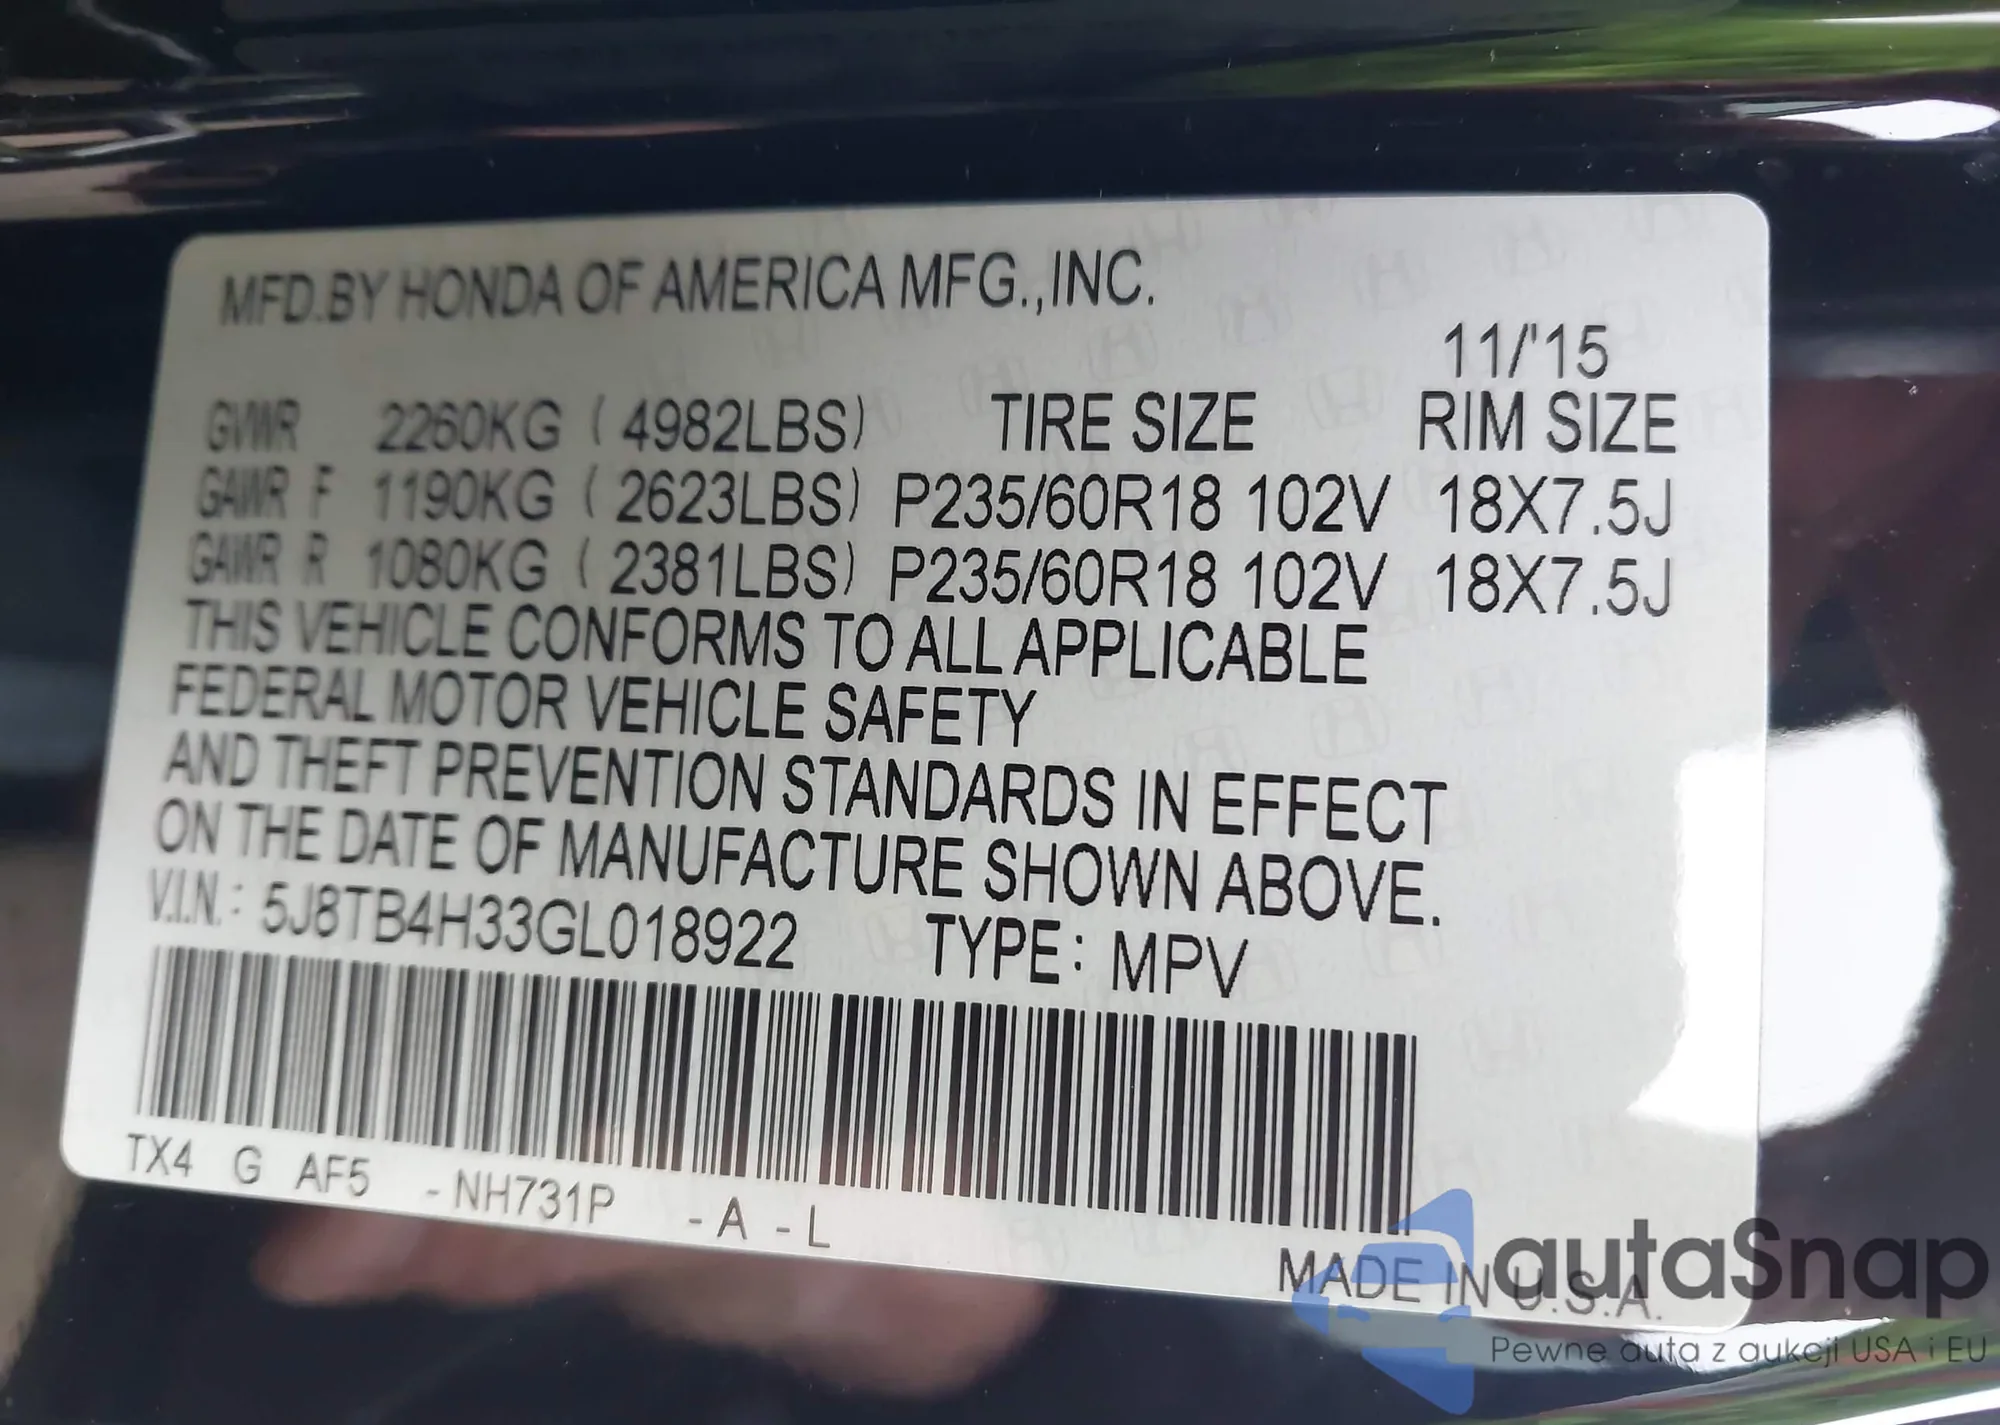 MFD.BY HONDA OF AMERICA MFG.,INC.
11/'15
GVWR 2260KG ( 4982LBS) TIRE SIZE RIM SIZE
GAWR F 1190KG ( 2623LBS) P235/60R18 102V 18X7.5J
GAWR R 1080KG ( 2381LBS) P235/60R18 102V 18X7.5J
THIS VEHICLE CONFORMS TO ALL APPLICABLE
FEDERAL MOTOR VEHICLE SAFETY
AND THEFT PREVENTION STANDARDS IN EFFECT
ON THE DATE OF MANUFACTURE SHOWN ABOVE.
V.I.N.: 5J8TB4H33GL018922 TYPE: MPV
TX4 G AF5 -NH731P -A -L
MADE IN U.S.A.
autaSnap
Pewne auta z aukcji USA i EU